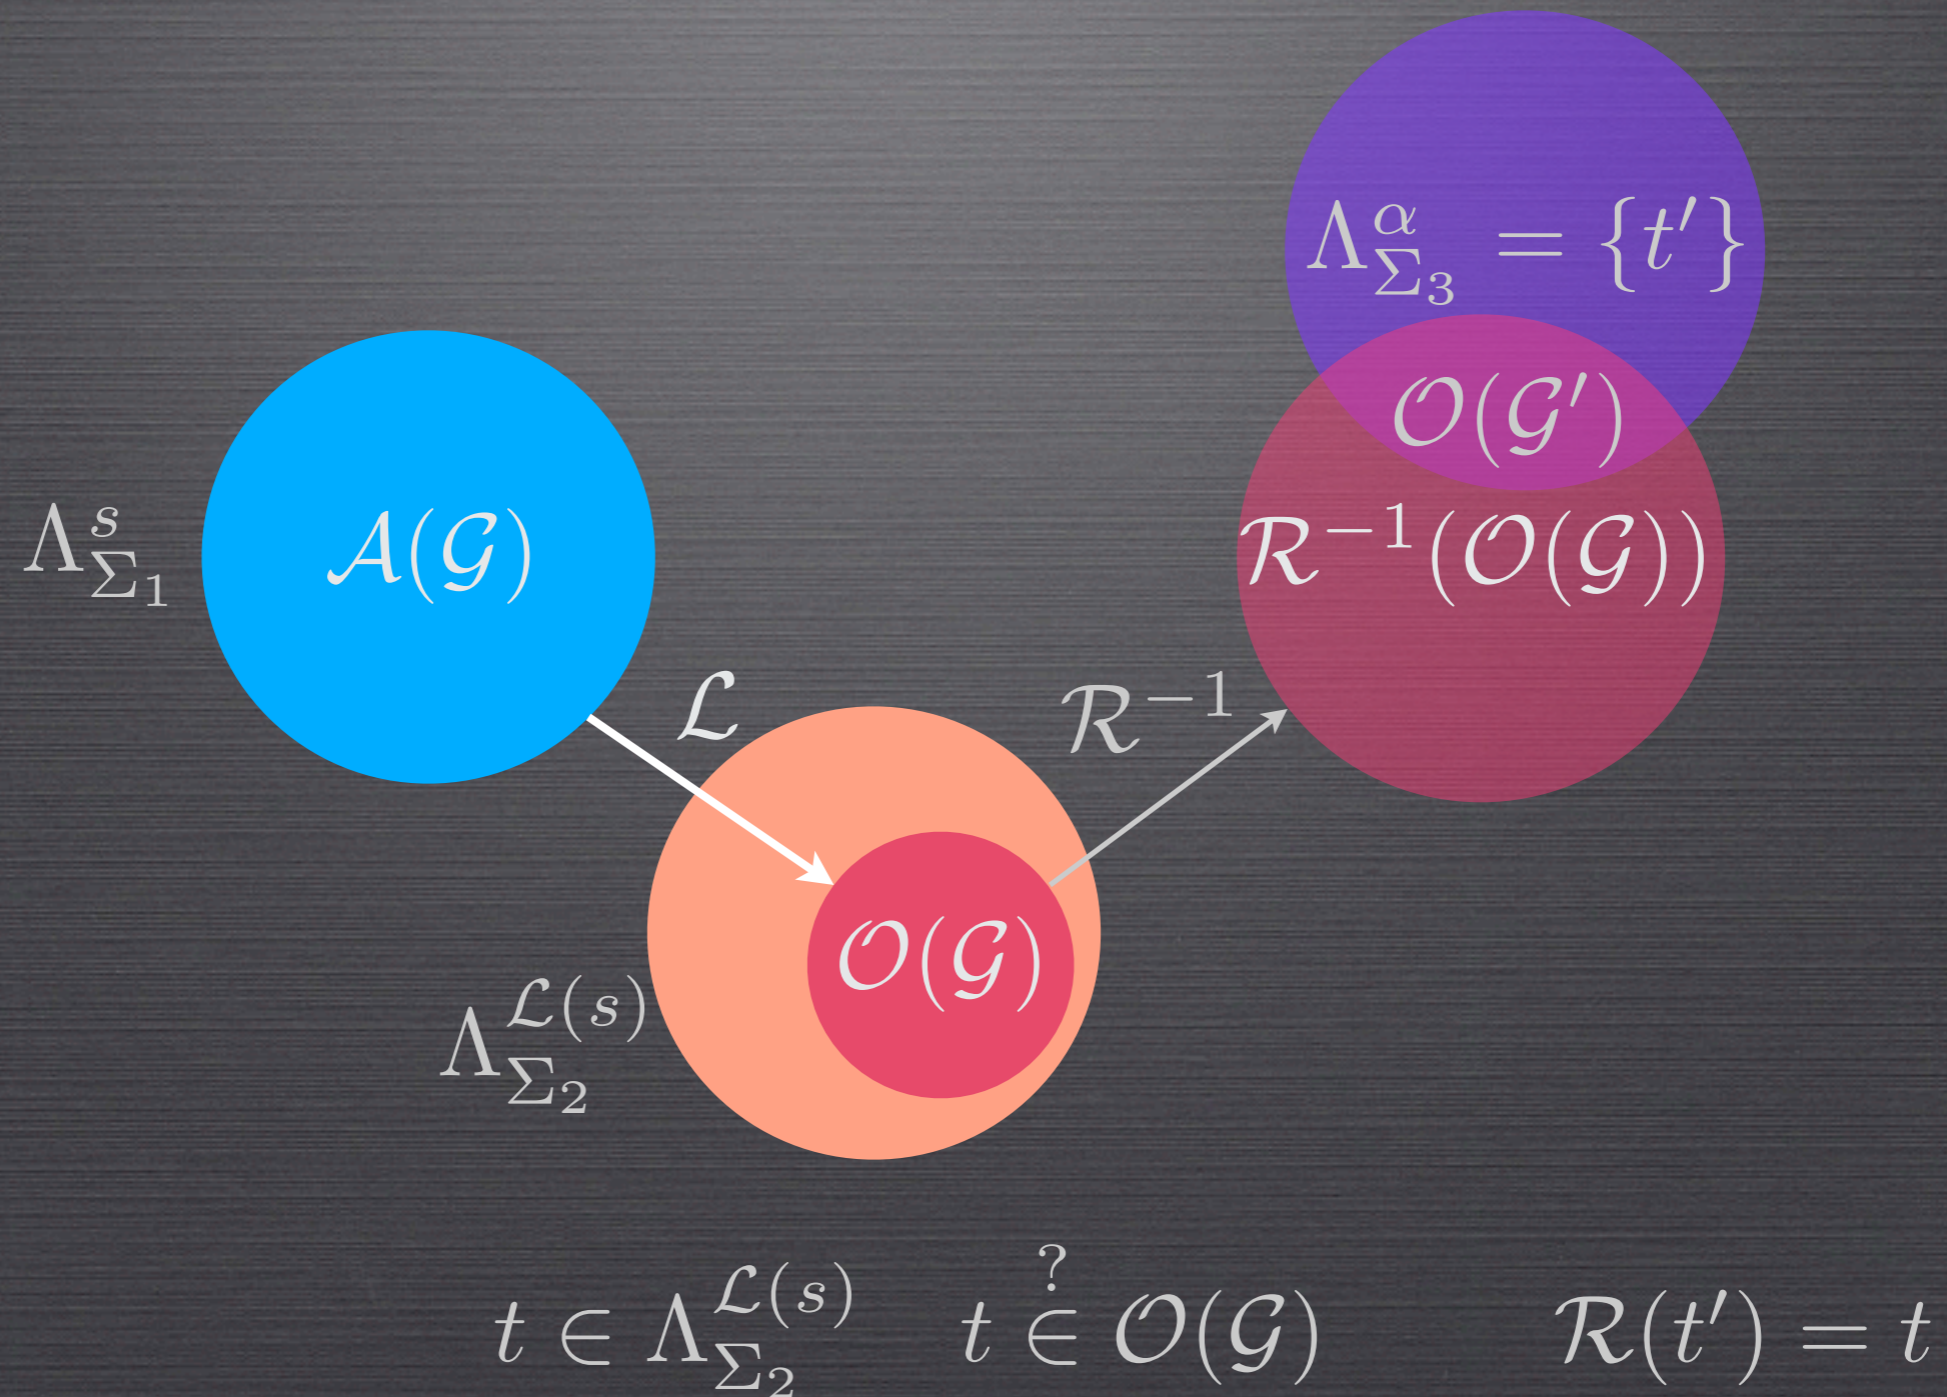 Λ^α_{Σ_3} = {t′}
𝒪(𝒢′)
Λ^s_{Σ_1}
𝒜(𝒢)
ℛ^{−1}(𝒪(𝒢))
ℒ
ℛ^{−1}
𝒪(𝒢)
Λ^{ℒ(s)}_{Σ_2}
t ∈ Λ^{ℒ(s)}_{Σ_2} t ∈^? 𝒪(𝒢) ℛ(t′) = t